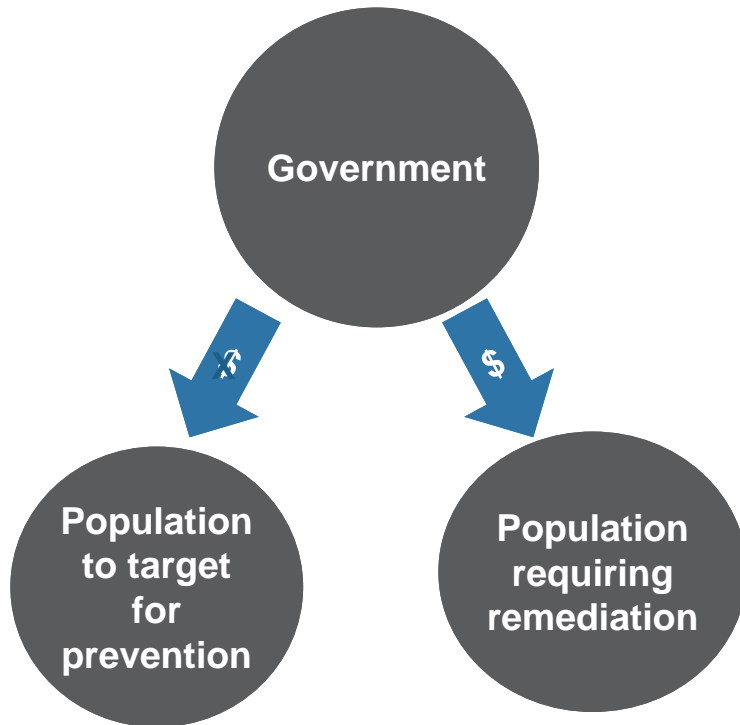 Government
X$
$
Population
to target
for
prevention
Population
requiring
remediation